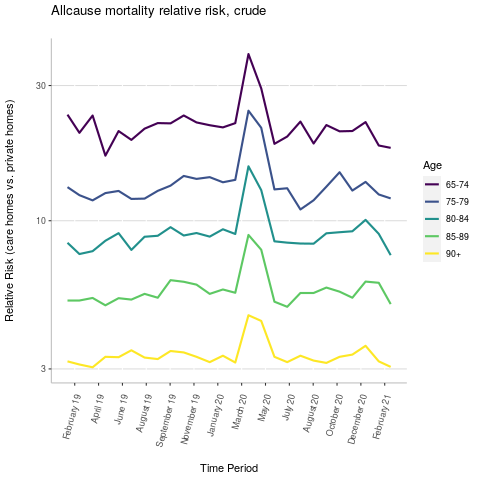 Allcause mortality relative risk, crude
Relative Risk (care homes vs. private homes)
30
10
3
February 19
April 19
June 19
August 19
September 19
November 19
January 20
March 20
May 20
July 20
August 20
October 20
December 20
February 21
Time Period
Age
65-74
75-79
80-84
85-89
90+